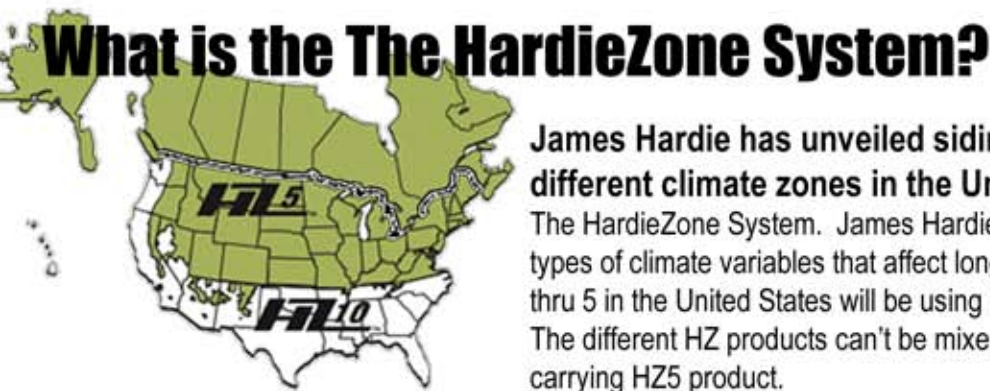 What is the The HardieZone System?
James Hardie has unveiled sidin
different climate zones in the Un
The HardieZone System. James Hardie
types of climate variables that affect long
thru 5 in the United States will be using
The different HZ products can't be mixe
carrying HZ5 product.
HZ5
HZ10